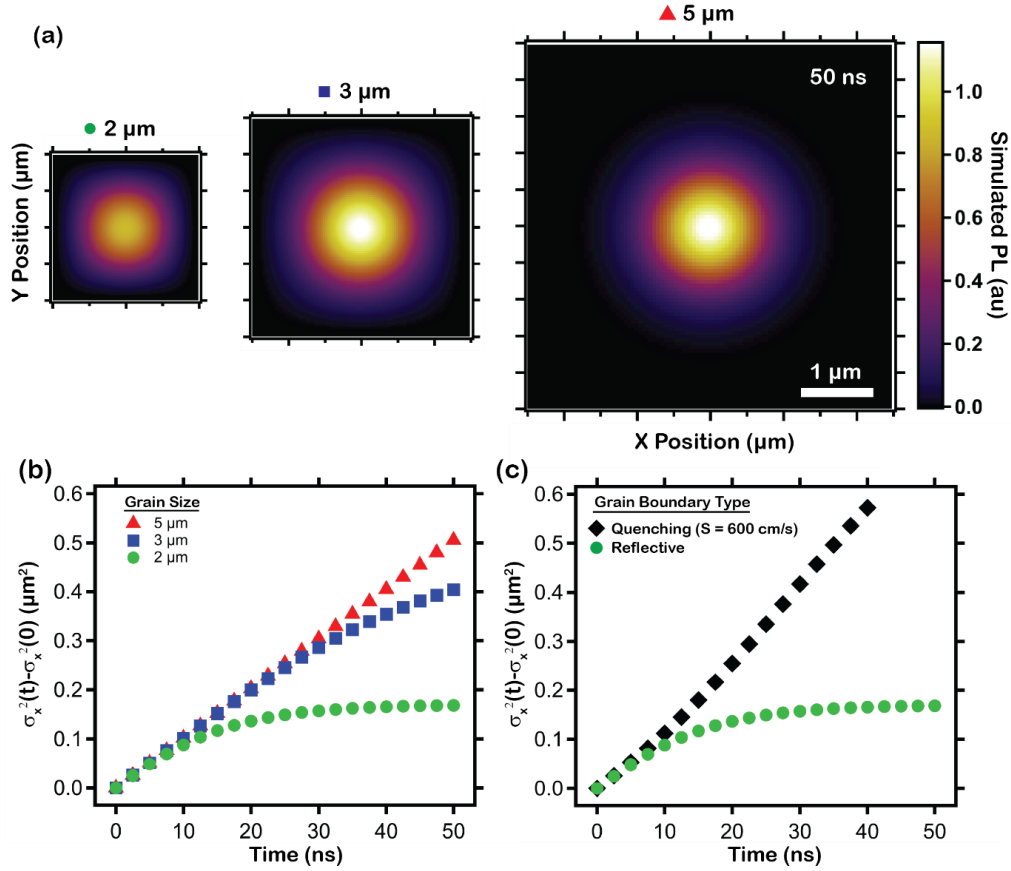 (a)
2 µm
3 µm
5 µm
50 ns
1 µm
Y Position (µm)
X Position (µm)
1.0
0.8
0.6
0.4
0.2
0.0
Simulated PL (au)
(b)
Grain Size
5 µm
3 µm
2 µm
0.6
0.5
0.4
0.3
0.2
0.1
0.0
σₓ²(t)-σₓ²(0) (µm²)
0 10 20 30 40 50
Time (ns)
(c)
Grain Boundary Type
Quenching (S = 600 cm/s)
Reflective
0.6
0.5
0.4
0.3
0.2
0.1
0.0
σₓ²(t)-σₓ²(0) (µm²)
0 10 20 30 40 50
Time (ns)